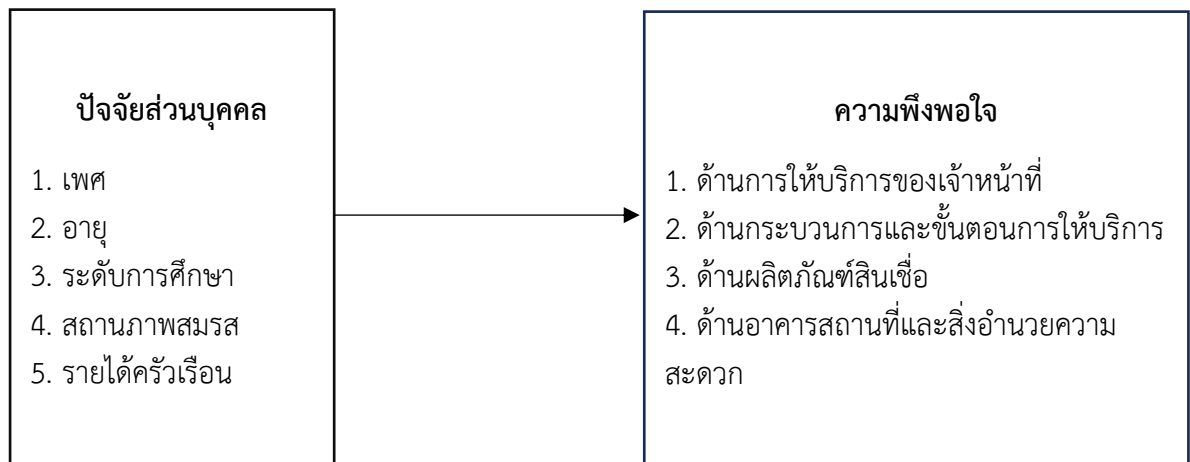 ปัจจัยส่วนบุคคล
1. เพศ
2. อายุ
3. ระดับการศึกษา
4. สถานภาพสมรส
5. รายได้ครัวเรือน
ความพึงพอใจ
1. ด้านการให้บริการของเจ้าหน้าที่
2. ด้านกระบวนการและขั้นตอนการให้บริการ
3. ด้านผลิตภัณฑ์สินเชื่อ
4. ด้านอาคารสถานที่และสิ่งอำนวยความ
สะดวก